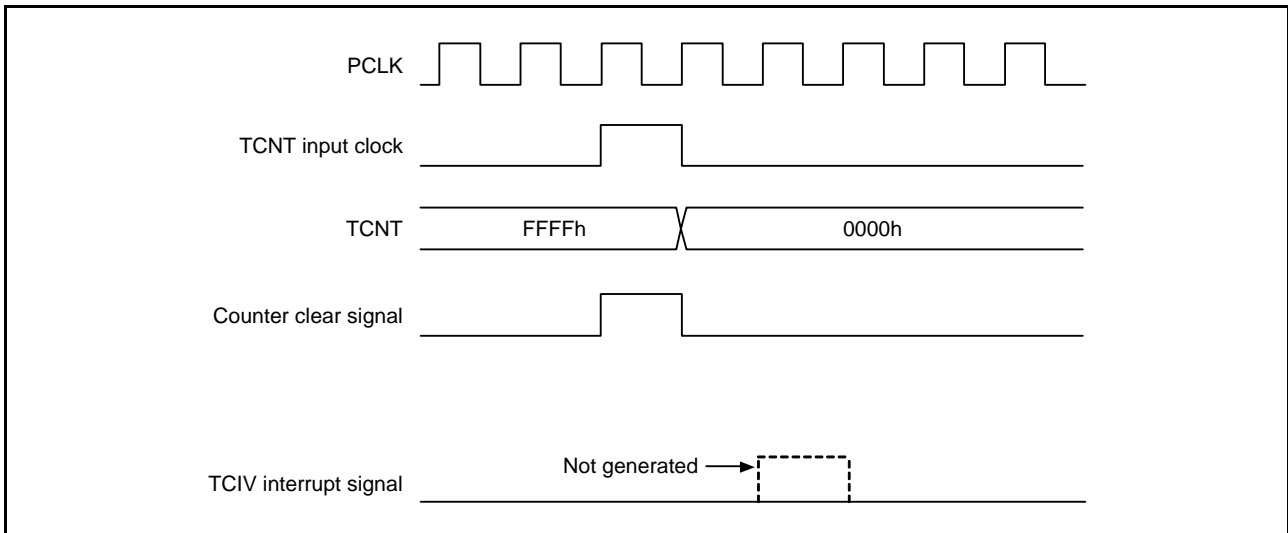 PCLK
TCNT input clock
TCNT
FFFFh
0000h
Counter clear signal
Not generated
TCIV interrupt signal